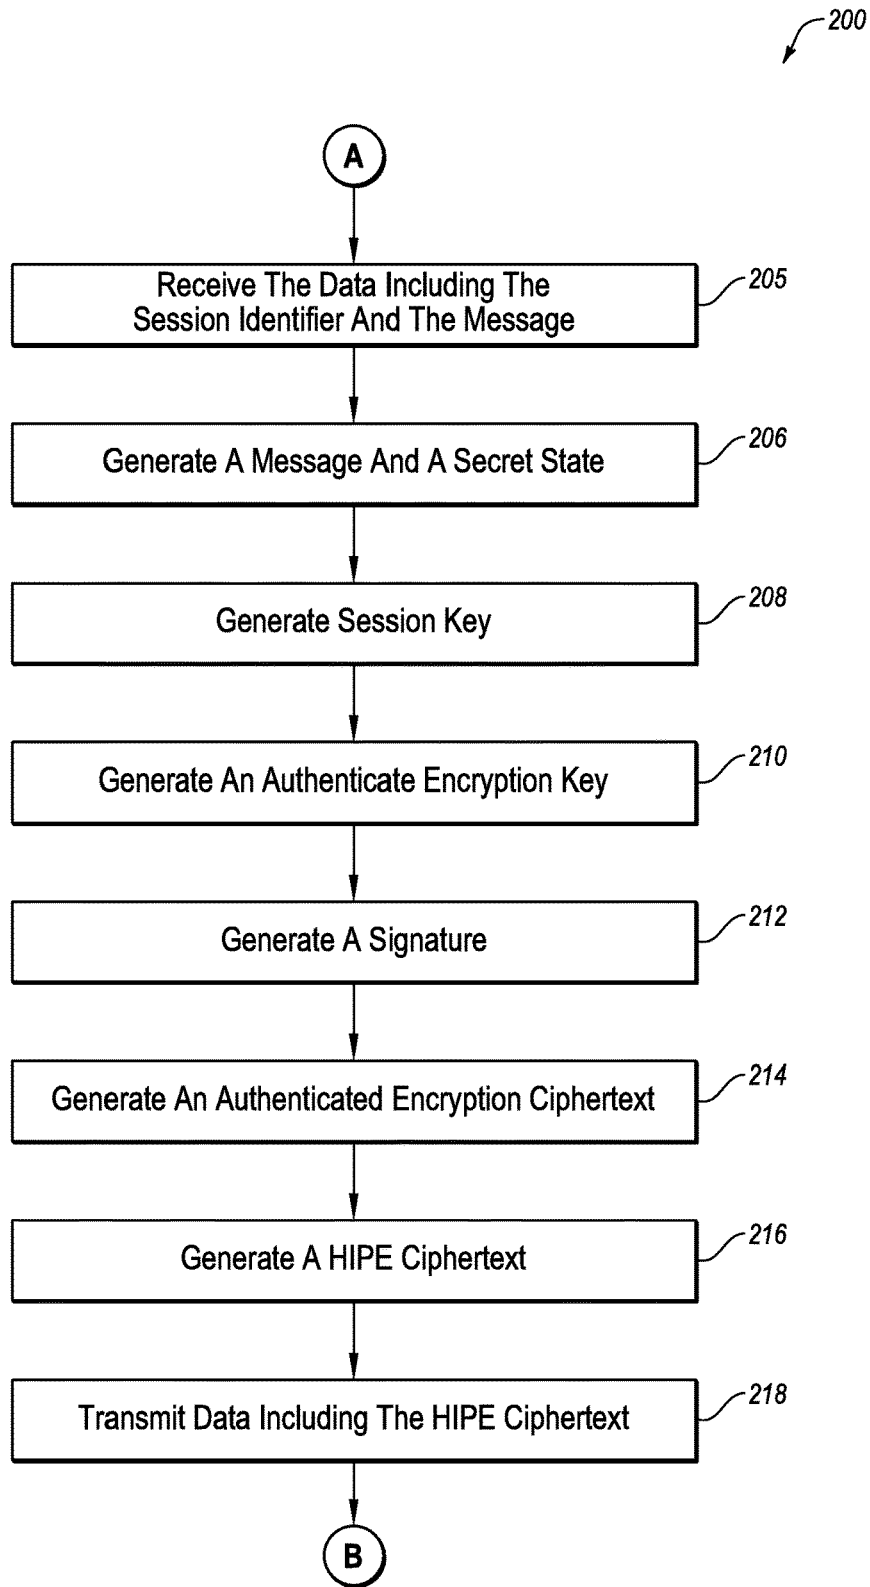 200
A
Receive The Data Including The
Session Identifier And The Message
205
Generate A Message And A Secret State
206
Generate Session Key
208
Generate An Authenticate Encryption Key
210
Generate A Signature
212
Generate An Authenticated Encryption Ciphertext
214
Generate A HIPE Ciphertext
216
Transmit Data Including The HIPE Ciphertext
218
B